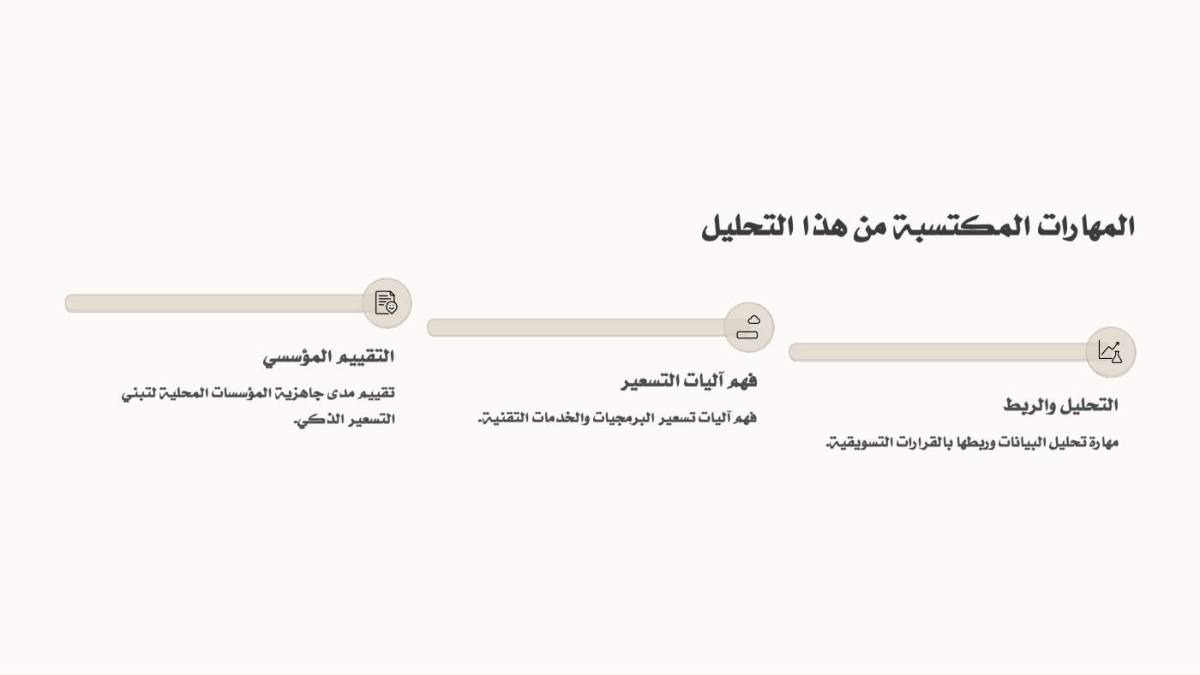 المهارات المكتسبة من هذا التحليل
التحليل والربط
مهارة تحليل البيانات وربطها بالقرارات التسويقية.
فهم آليات التسعير
فهم آليات تسعير البرمجيات والخدمات التقنية.
التقييم المؤسسي
تقييم مدى جاهزية المؤسسات المحلية لتبني
التسعير الذكي.